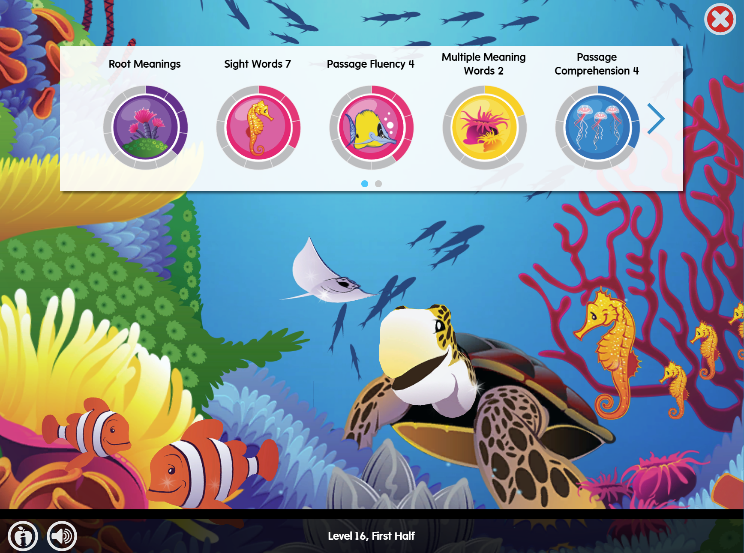 Root Meanings
Sight Words 7
Passage Fluency 4
Multiple Meaning
Words 2
Passage
Comprehension 4
Level 16, First Half